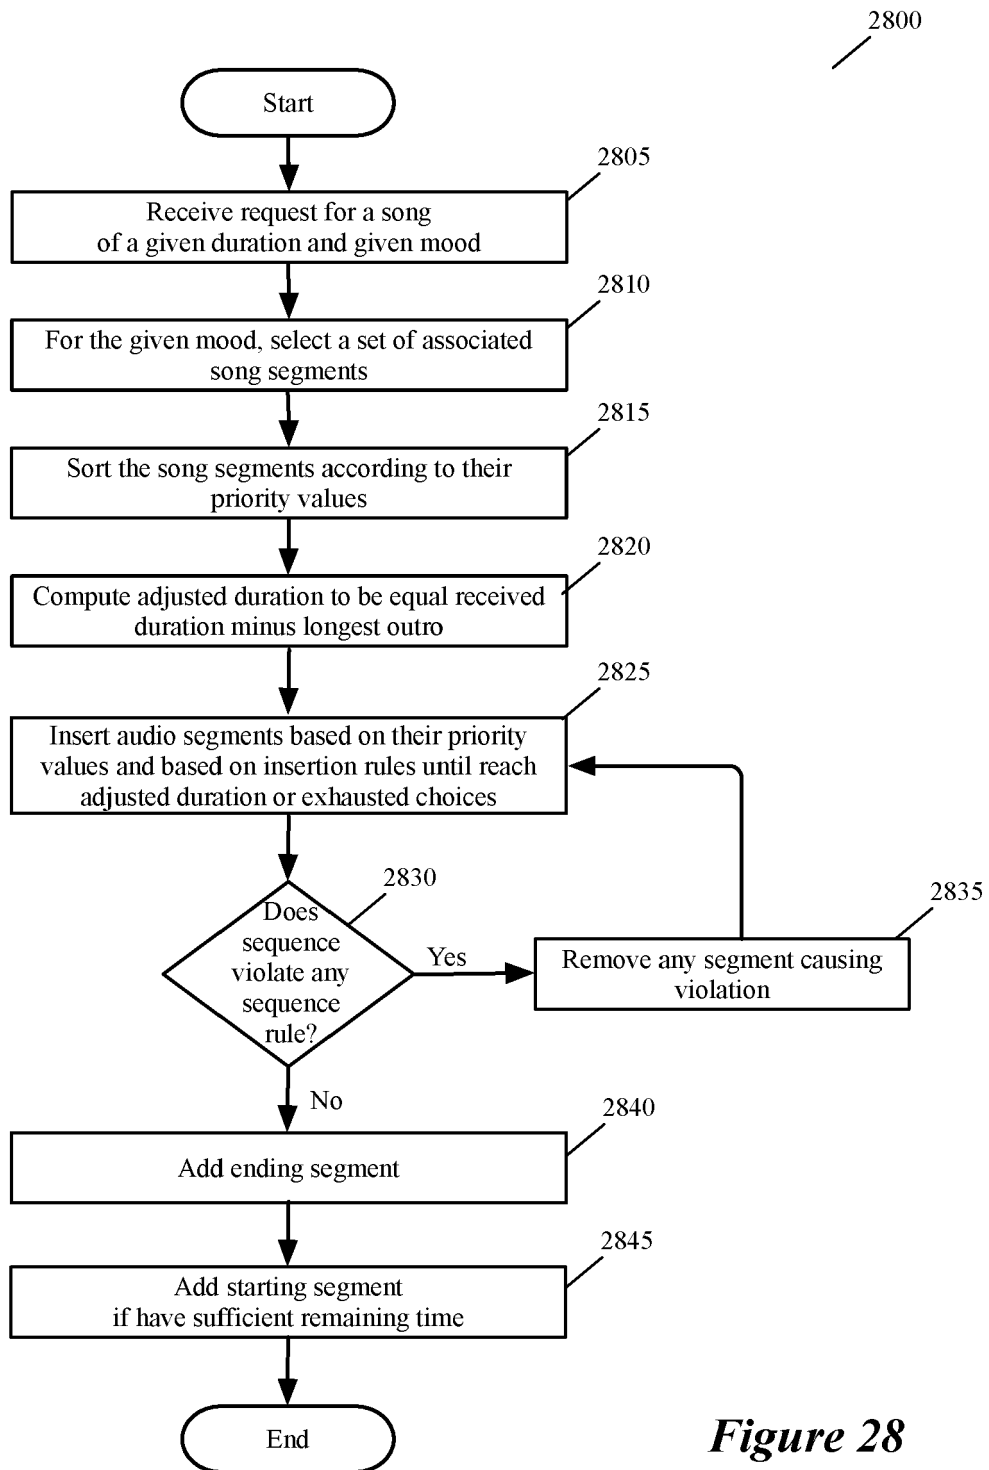 2800
Start
2805
Receive request for a song
of a given duration and given mood
2810
For the given mood, select a set of associated
song segments
2815
Sort the song segments according to their
priority values
2820
Compute adjusted duration to be equal received
duration minus longest outro
2825
Insert audio segments based on their priority
values and based on insertion rules until reach
adjusted duration or exhausted choices
2830
Does
sequence
violate any
sequence
rule?
Yes
2835
Remove any segment causing
violation
No
2840
Add ending segment
2845
Add starting segment
if have sufficient remaining time
End
Figure 28